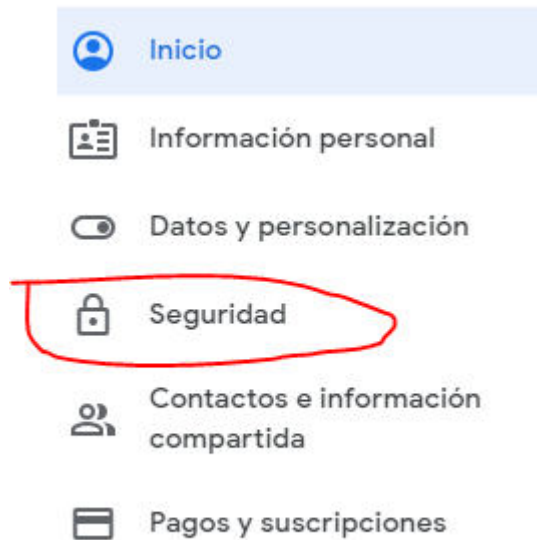 Inicio
Información personal
Datos y personalización
Seguridad
Contactos e información
compartida
Pagos y suscripciones